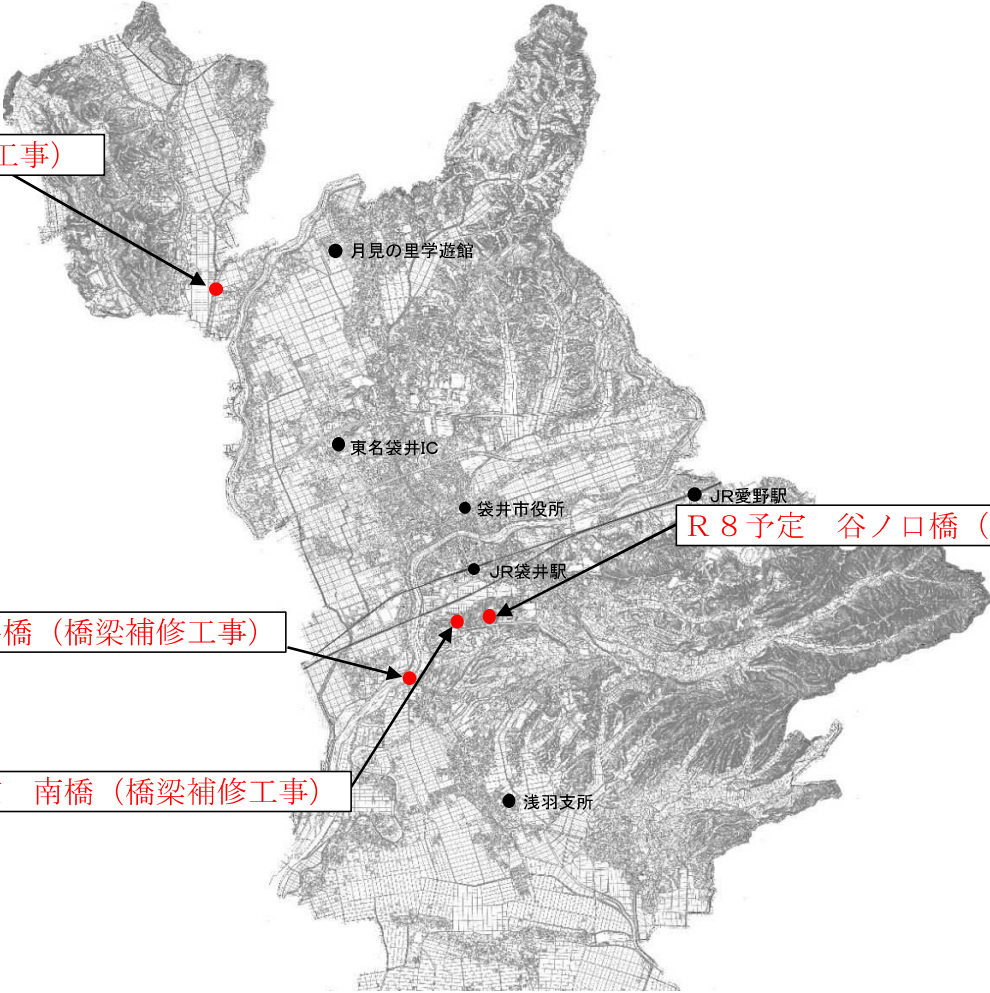 工事）
月見の里学遊館
東名袋井IC
袋井市役所
JR愛野駅
Ｒ８予定　谷ノ口橋（
JR袋井駅
橋（橋梁補修工事）
南橋（橋梁補修工事）
浅羽支所